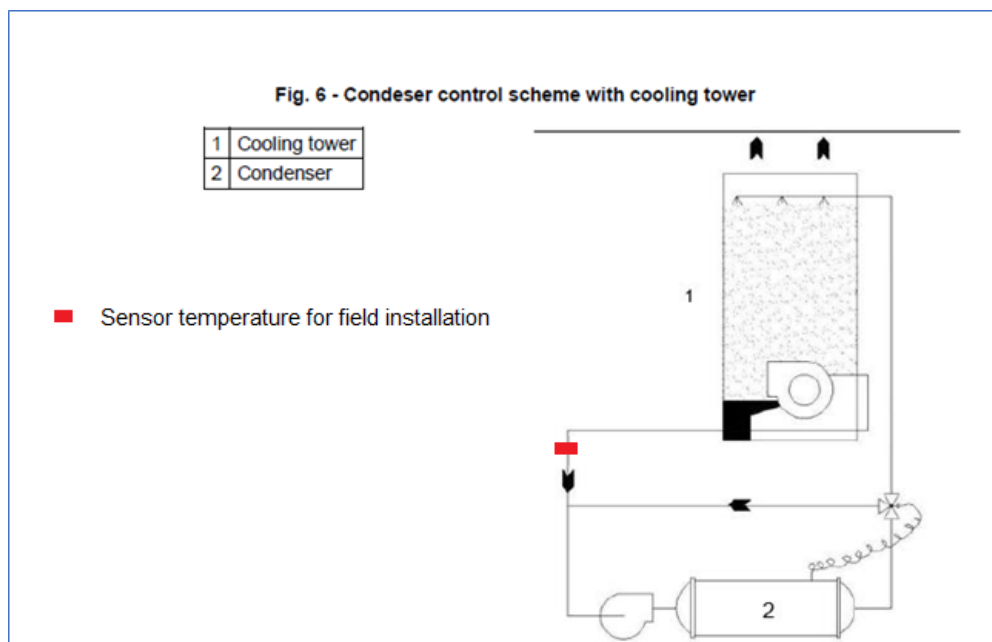 Fig. 6 - Condeser control scheme with cooling tower
1 Cooling tower
2 Condenser
1
Sensor temperature for field installation
2